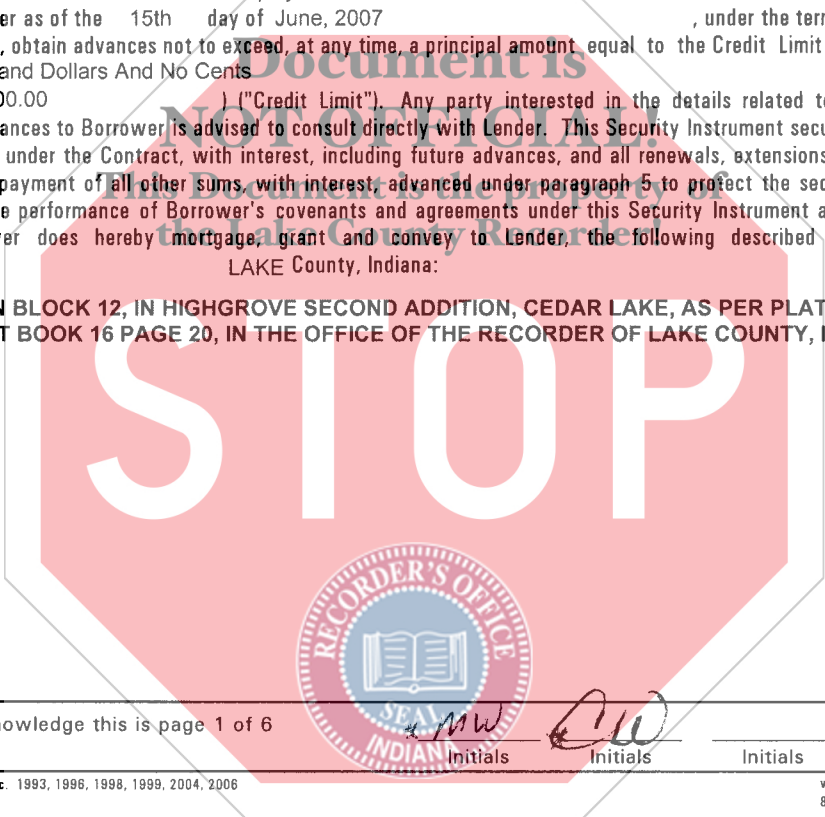 er as of the 15th day of June, 2007 , under the ter
, obtain advances not to exceed, at any time, a principal amount equal to the Credit Limit
and Dollars And No Cents
Document is
00.00 ) ("Credit Limit"). Any party interested in the details related t
NOT OFFICIAL!
ances to Borrower is advised to consult directly with Lender. This Security Instrument secu
under the Contract, with interest, including future advances, and all renewals, extensions
payment of all other sums, with interest, advanced under paragraph 5 to protect the sec
This Document is the property of
e performance of Borrower's covenants and agreements under this Security Instrument a
the Lake County Recorder!
er does hereby mortgage, grant and convey to Lender, the following described
LAKE County, Indiana:
N BLOCK 12, IN HIGHGROVE SECOND ADDITION, CEDAR LAKE, AS PER PLAT
T BOOK 16 PAGE 20, IN THE OFFICE OF THE RECORDER OF LAKE COUNTY, I
STOP
RECORDER'S OFFICE
SEAL
INDIANA
nowledge this is page 1 of 6
MW CW
Initials Initials Initials
c. 1993, 1996, 1998, 1999, 2004, 2006